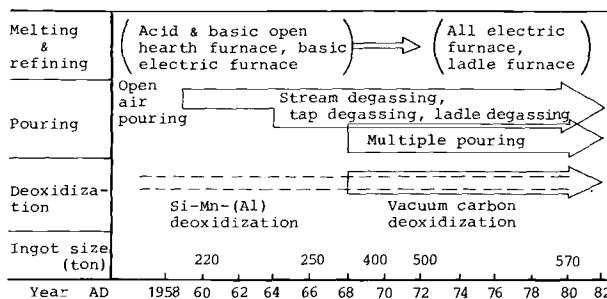 Melting & refining
Acid & basic open hearth furnace, basic electric furnace
All electric furnace, ladle furnace
Pouring
Open air pouring
Stream degassing, tap degassing, ladle degassing
Multiple pouring
Deoxidiza-tion
Si-Mn-(Al) deoxidization
Vacuum carbon deoxidization
Ingot size (ton)
220 250 400 500 570
Year AD 1958 60 62 64 66 68 70 72 74 76 78 80 82